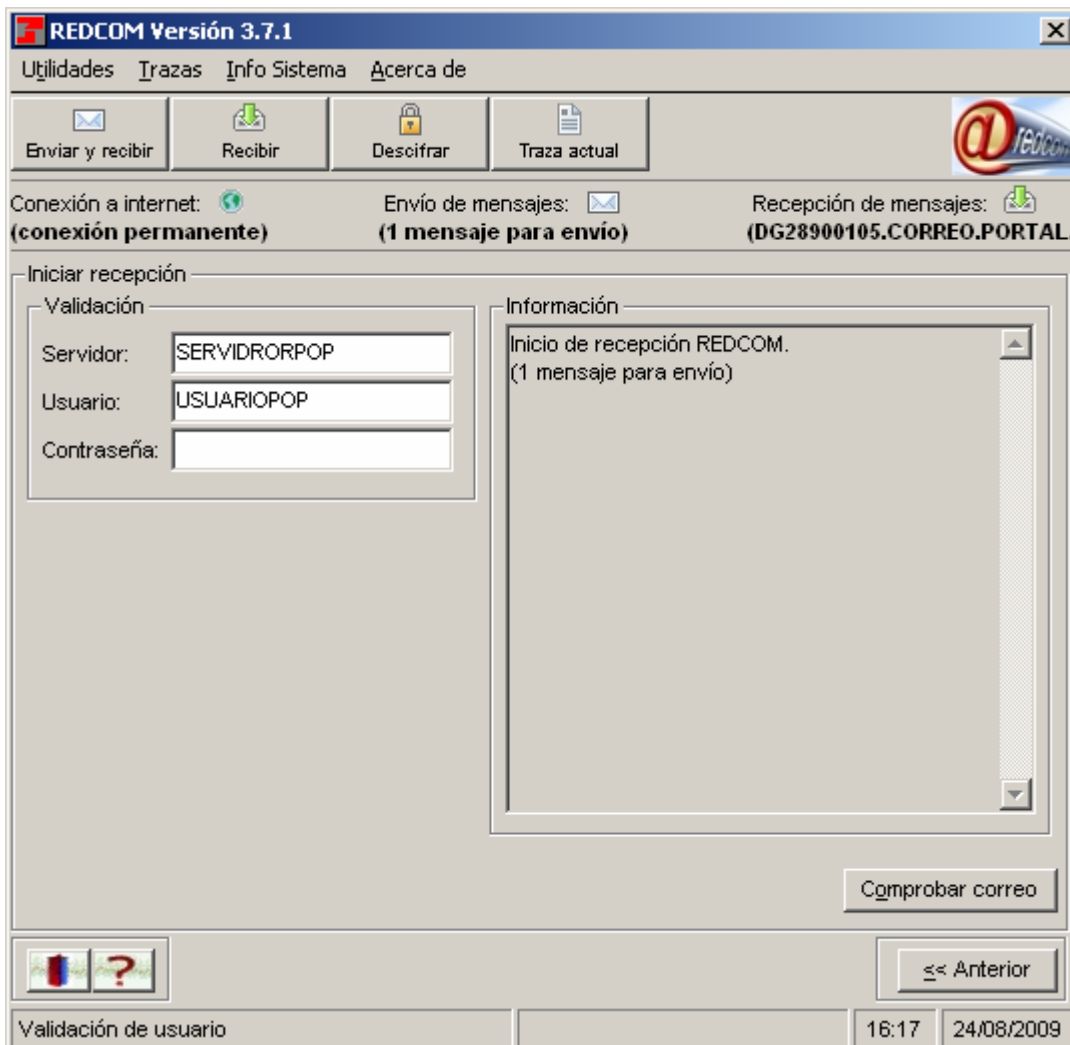 REDCOM Versión 3.7.1
Utilidades Trazas Info Sistema Acerca de
Enviar y recibir Recibir Descifrar Traza actual
@redcom
Conexión a internet: Envío de mensajes: Recepción de mensajes:
(conexión permanente) (1 mensaje para envío) (DG28900105.CORREO.PORTAL.
Iniciar recepción
Validación
Servidor: SERVIDRORPOP
Usuario: USUARIOPOP
Contraseña:
Información
Inicio de recepción REDCOM.
(1 mensaje para envío)
Comprobar correo
?
<< Anterior
Validación de usuario 16:17 24/08/2009